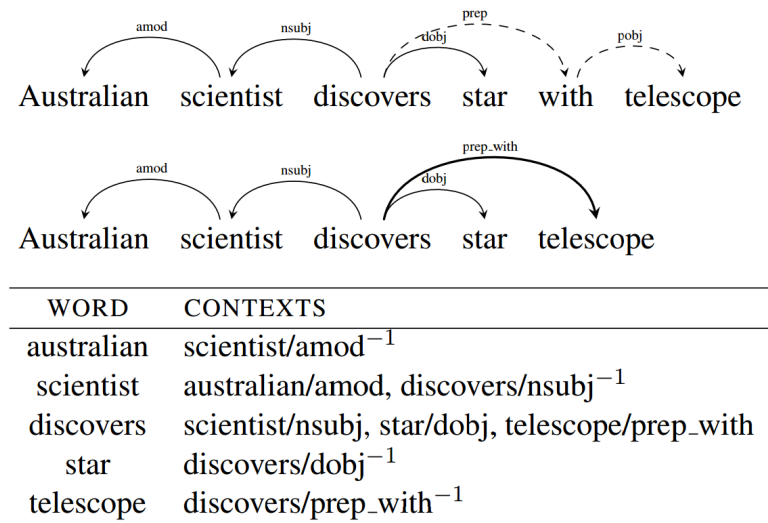 amod nsubj dobj prep pobj
Australian scientist discovers star with telescope
amod nsubj dobj prep_with
Australian scientist discovers star telescope
WORD CONTEXTS
australian scientist/amod⁻¹
scientist australian/amod, discovers/nsubj⁻¹
discovers scientist/nsubj, star/dobj, telescope/prep_with
star discovers/dobj⁻¹
telescope discovers/prep_with⁻¹